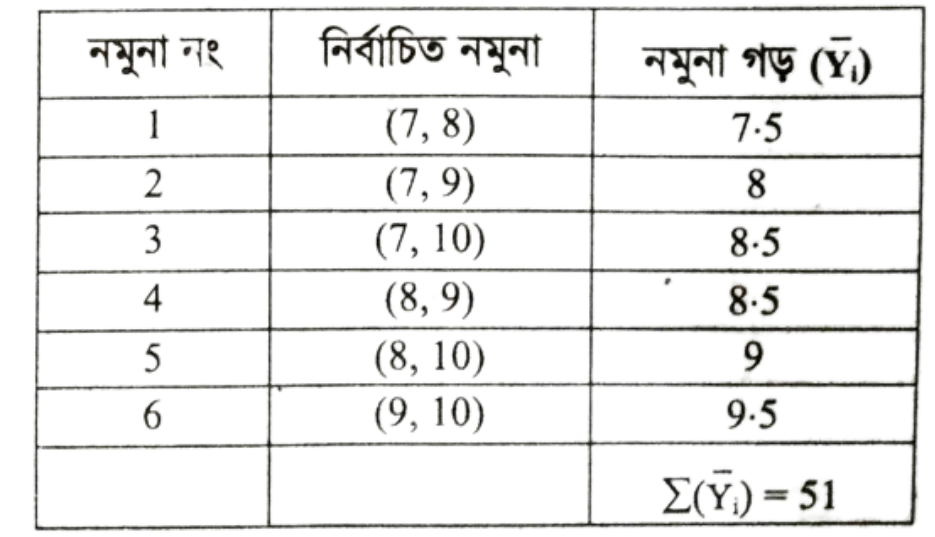 নমুনা নং নির্বাচিত নমুনা নমুনা গড় (Ȳᵢ)
1 (7, 8) 7·5
2 (7, 9) 8
3 (7, 10) 8·5
4 (8, 9) 8·5
5 (8, 10) 9
6 (9, 10) 9·5
∑(Ȳᵢ) = 51